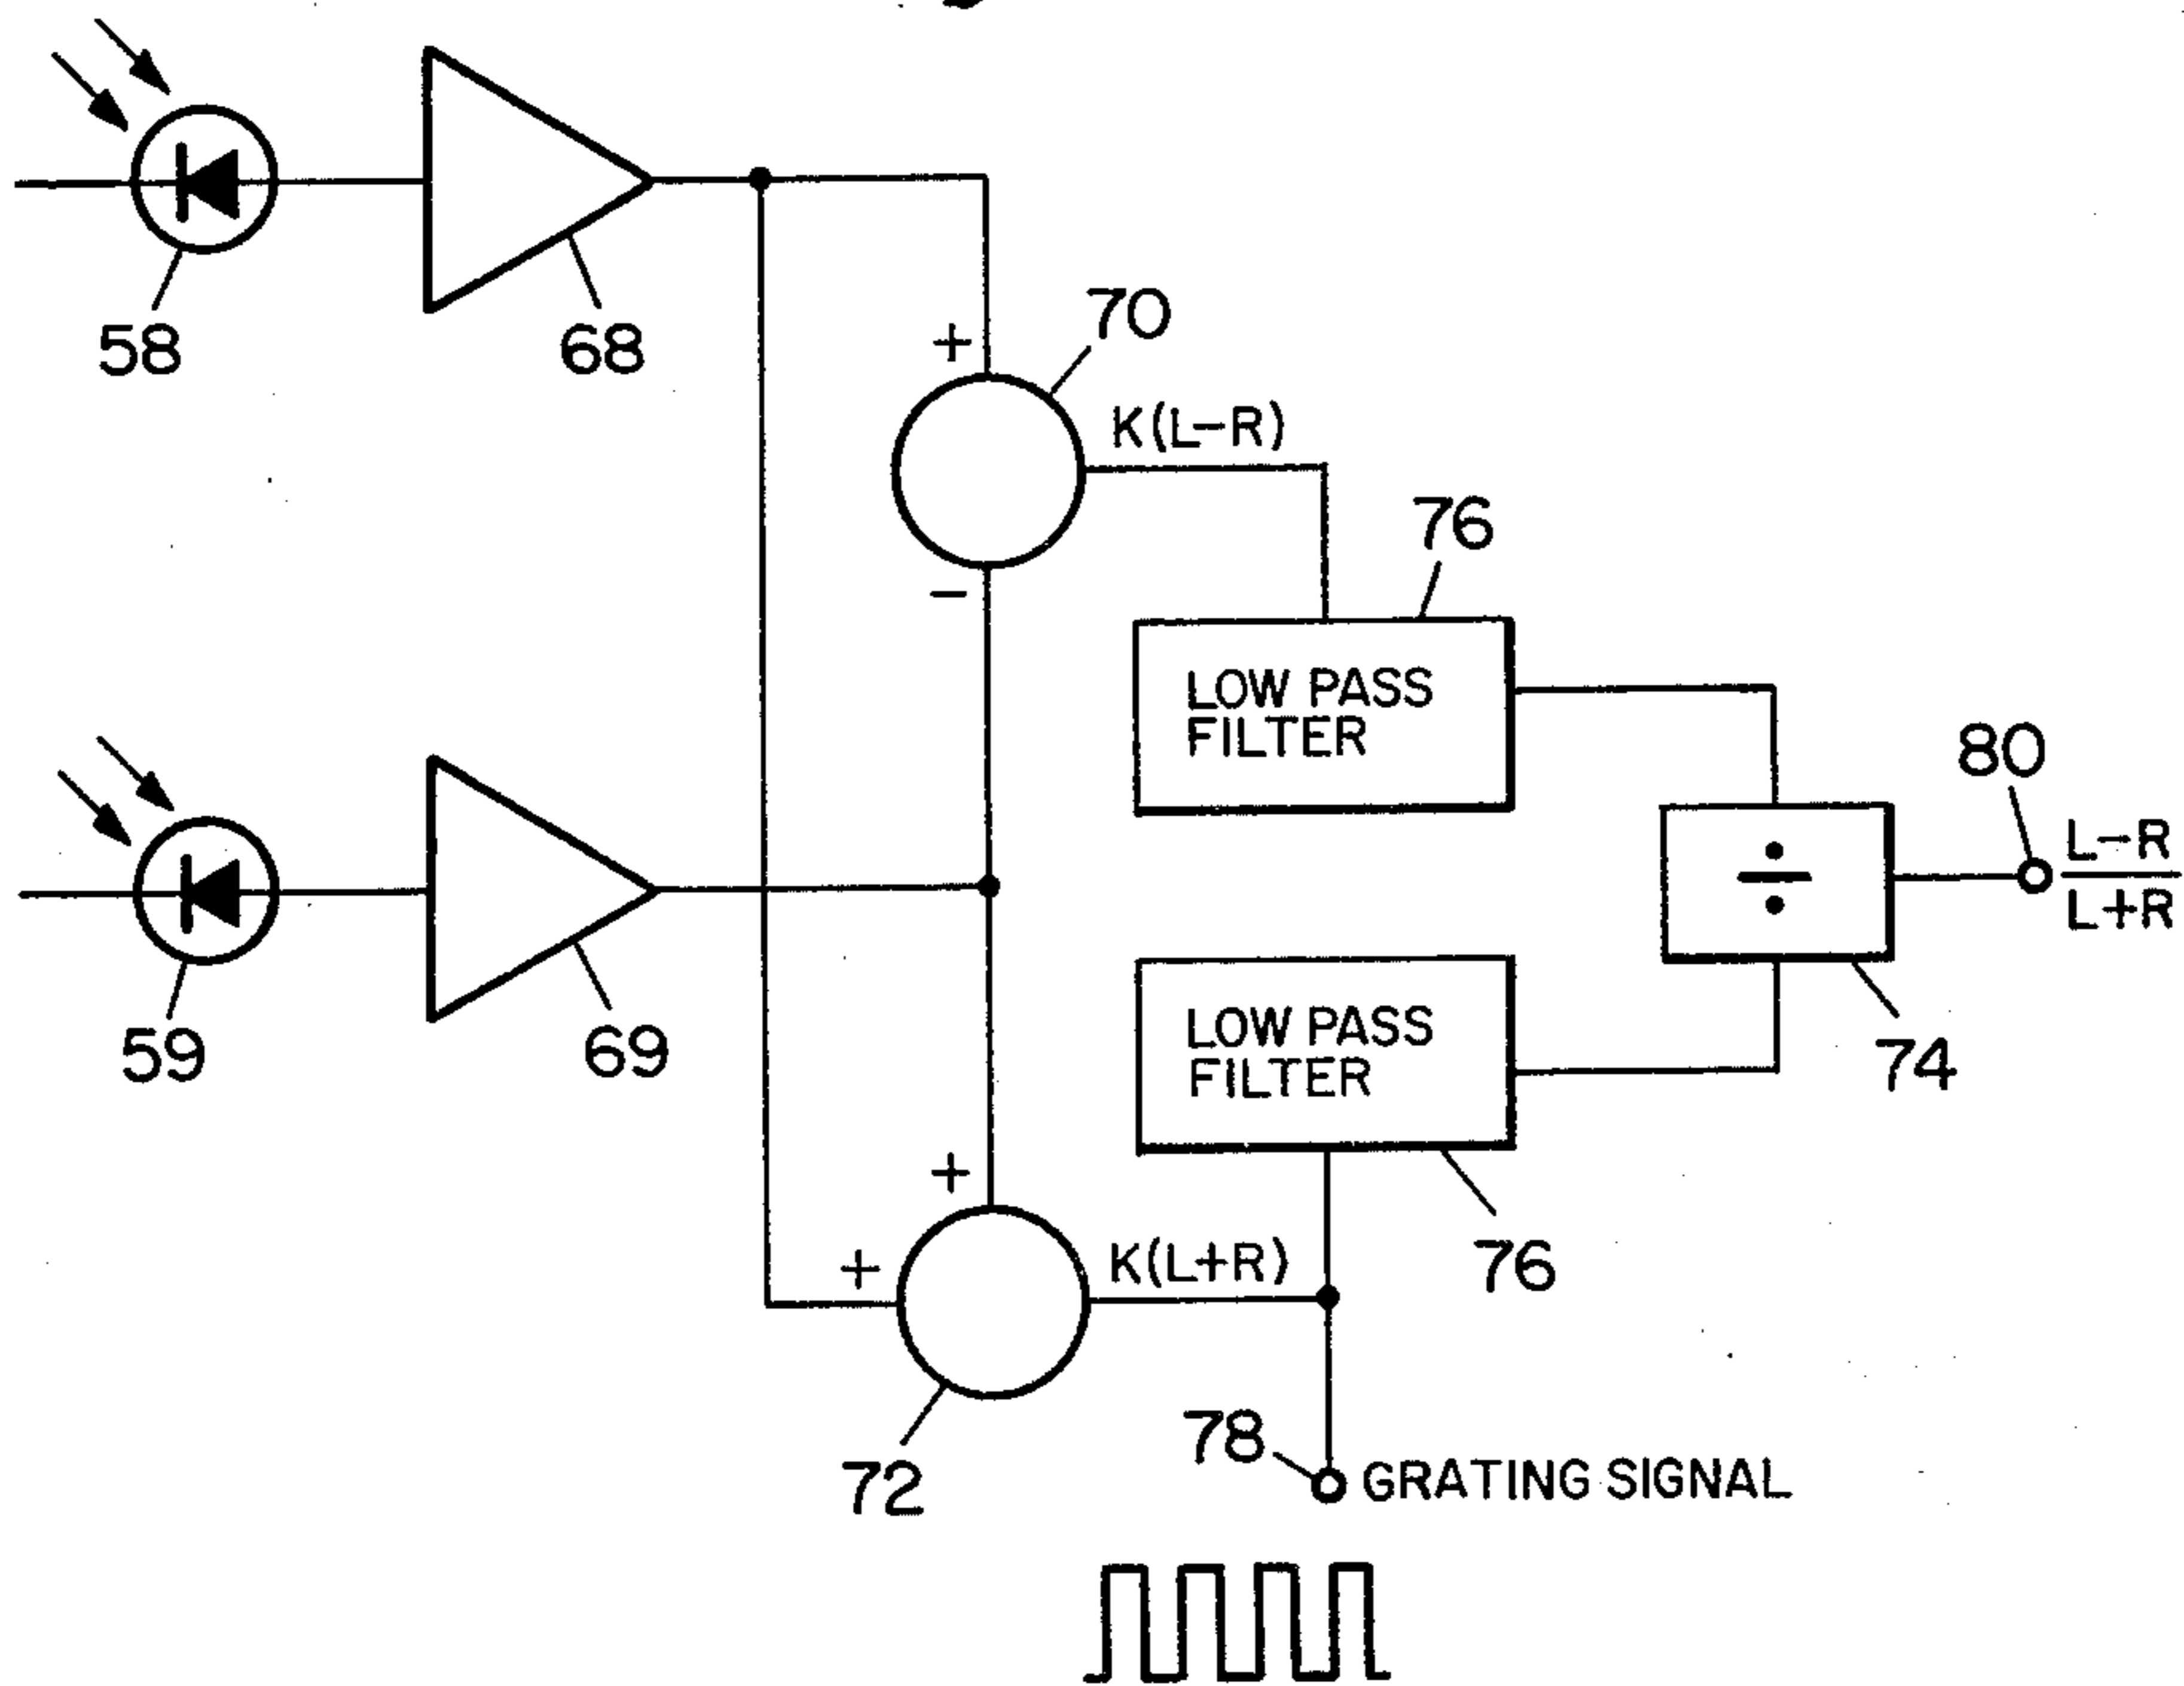 58
68
+
70
K(L−R)
−
76
LOW PASS
FILTER
80
L−R
L+R
÷
59
69
LOW PASS
FILTER
74
+
+
K(L+R)
76
72
78
GRATING SIGNAL